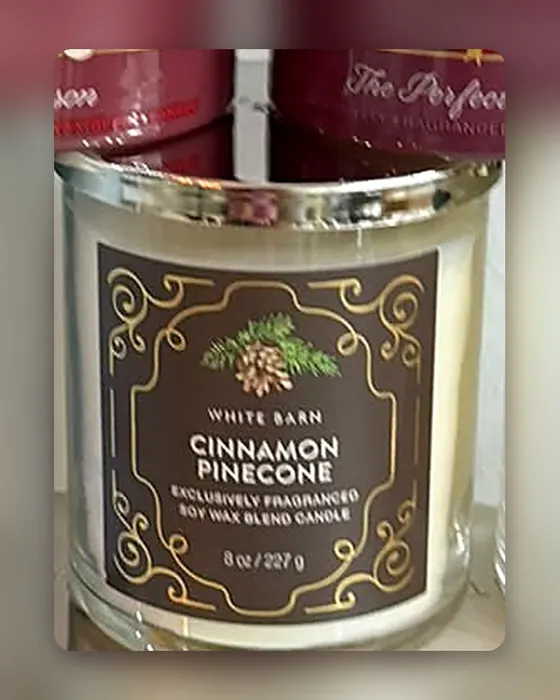 The Perfec
WHITE BARN
CINNAMON
PINECONE
EXCLUSIVELY FRAGRANCED
SOY WAX BLEND CANDLE
8 oz / 227 g